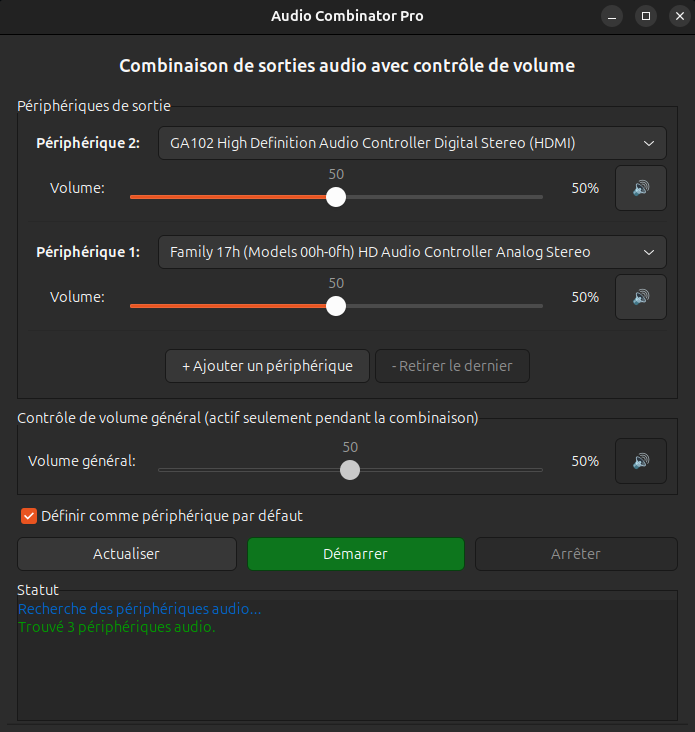 Audio Combinator Pro
Combinaison de sorties audio avec contrôle de volume
Périphériques de sortie
Périphérique 2: GA102 High Definition Audio Controller Digital Stereo (HDMI)
50
Volume: 50%
Périphérique 1: Family 17h (Models 00h-0fh) HD Audio Controller Analog Stereo
50
Volume: 50%
+ Ajouter un périphérique - Retirer le dernier
Contrôle de volume général (actif seulement pendant la combinaison)
50
Volume général: 50%
Définir comme périphérique par défaut
Actualiser Démarrer Arrêter
Statut
Recherche des périphériques audio...
Trouvé 3 périphériques audio.